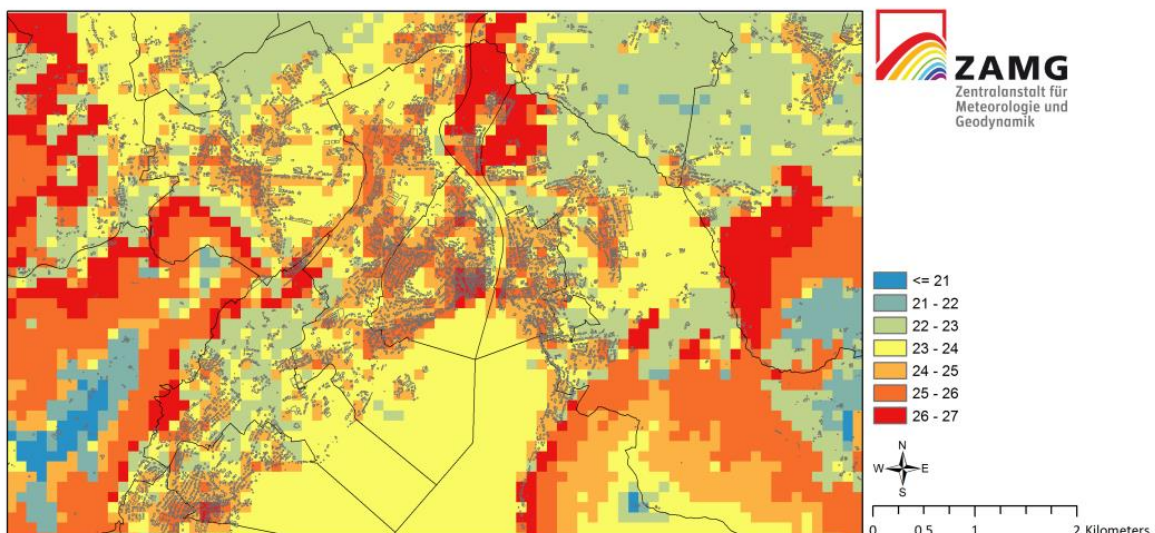 ZAMG
Zentralanstalt für
Meteorologie und
Geodynamik
<= 21
21 - 22
22 - 23
23 - 24
24 - 25
25 - 26
26 - 27
N
W E
S
0 0.5 1 2 Kilometers